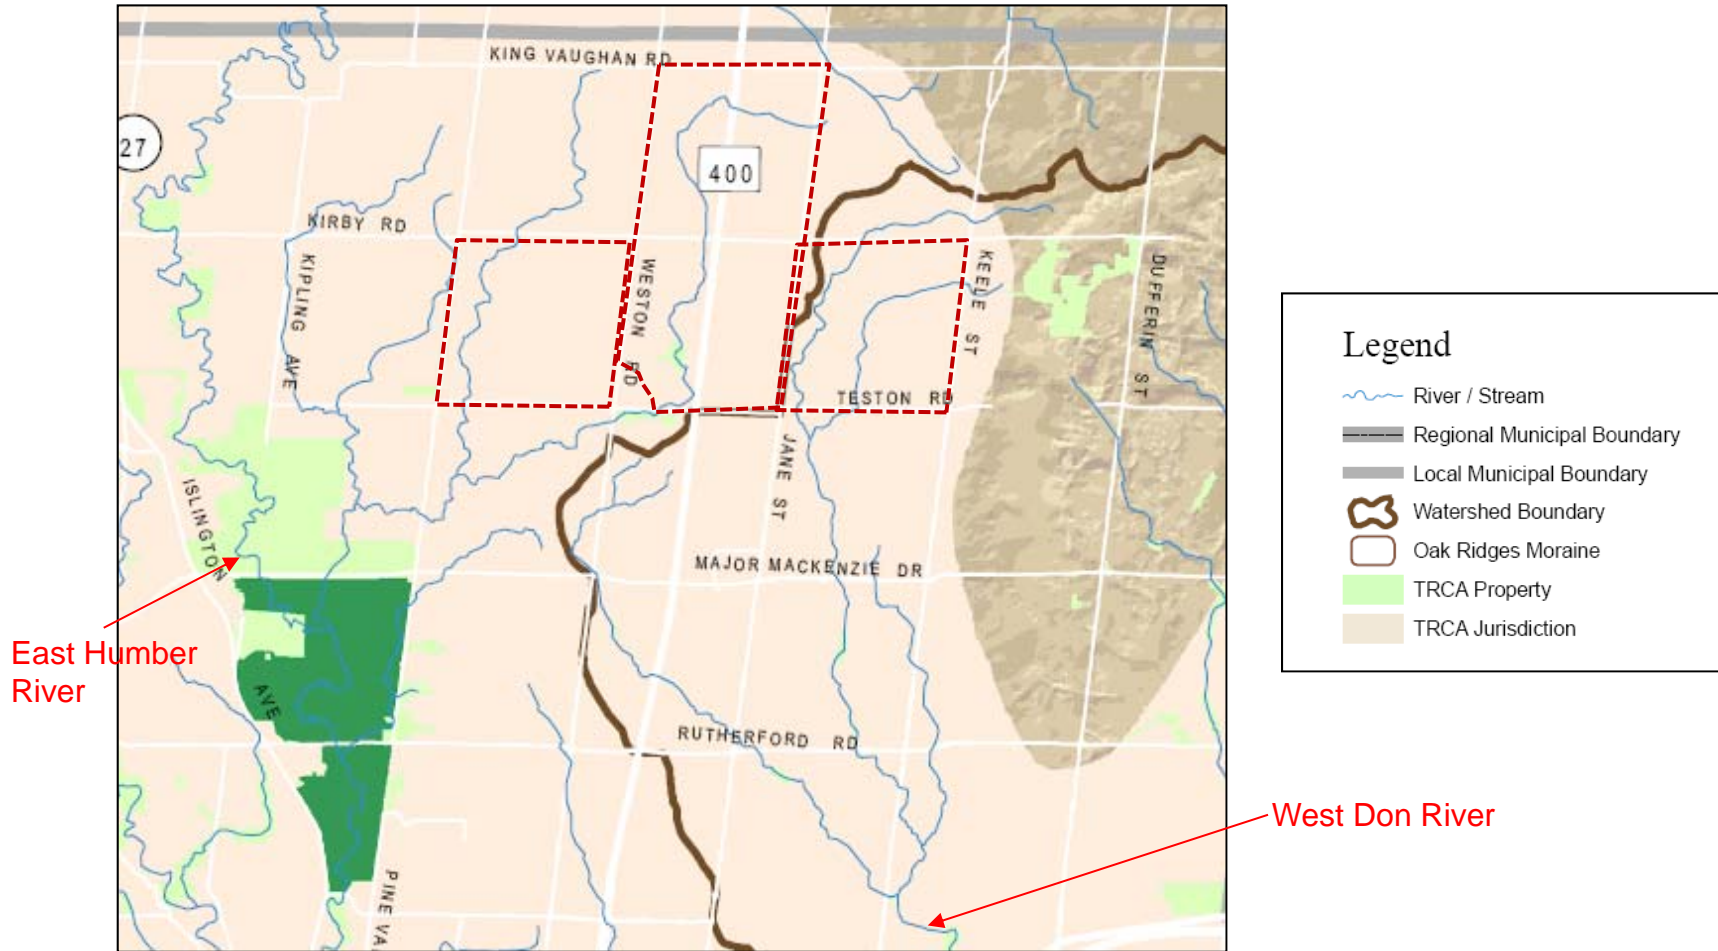 KING VAUGHAN RD
27
400
KIRBY RD
KIPLING AVE
WESTON RD
KEELE ST
DUFFERIN ST
TESTON RD
JANE ST
ISLINGTON
AVE
MAJOR MACKENZIE DR
RUTHERFORD RD
PINE VA
East Humber
River
West Don River
Legend
River / Stream
Regional Municipal Boundary
Local Municipal Boundary
Watershed Boundary
Oak Ridges Moraine
TRCA Property
TRCA Jurisdiction